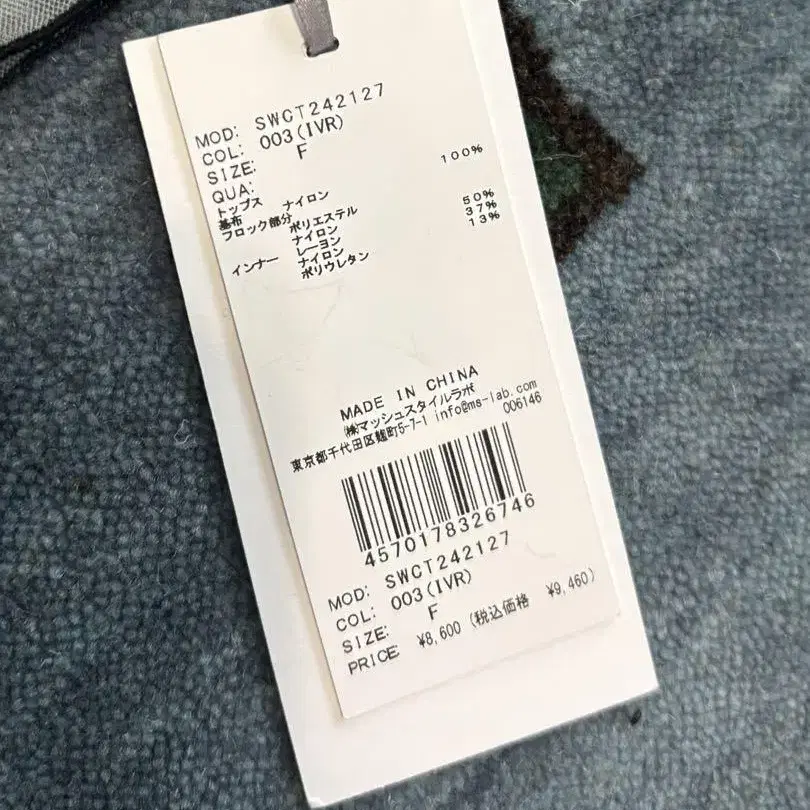 MOD: SWCT242127
COL: 003(IVR)
SIZE: F
QUA:
トップス ナイロン 100%
基布
フロック部分 ポリエステル 50%
ナイロン 37%
レーヨン 13%
インナー ナイロン
ポリウレタン
MADE IN CHINA
㈱マッシュスタイルラボ
東京都千代田区麹町5-7-1 info@ms-lab.com
006146
4570178326746
MOD: SWCT242127
COL: 003(IVR)
SIZE: F
PRICE: ¥8,600 (税込価格 ¥9,460)